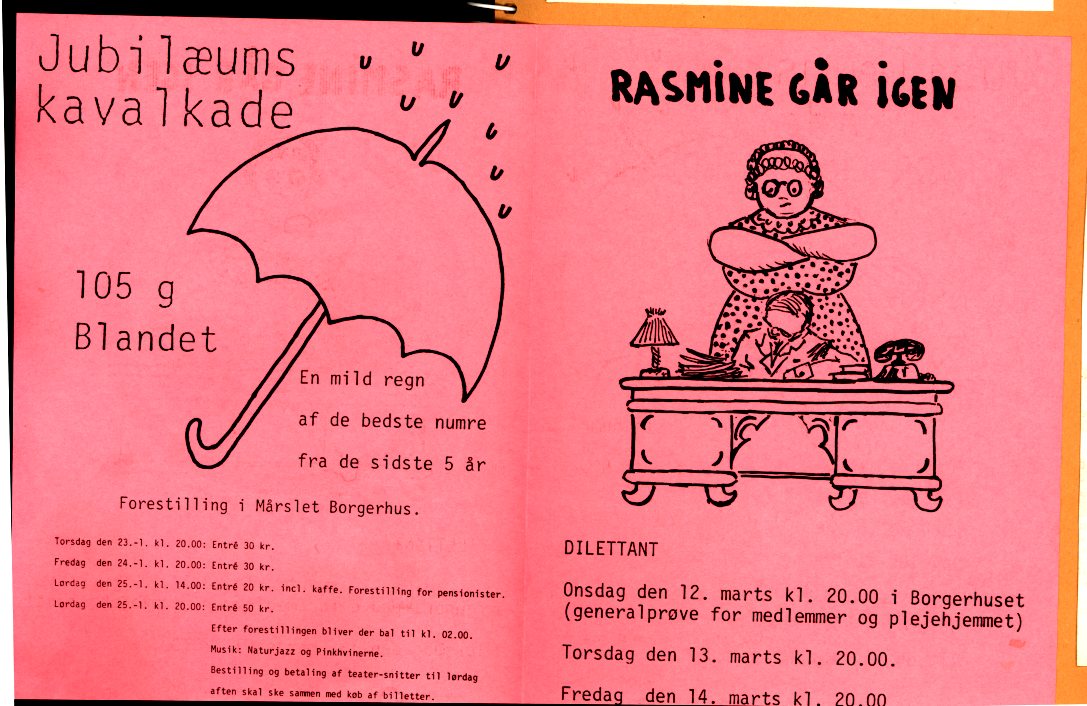 Jubilæums
kavalkade
105 g
Blandet
En mild regn
af de bedste numre
fra de sidste 5 år
Forestilling i Mårslet Borgerhus.
Torsdag den 23.-1. kl. 20.00: Entré 30 kr.
Fredag den 24.-1. kl. 20.00: Entré 30 kr.
Lørdag den 25.-1. kl. 14.00: Entré 20 kr. incl. kaffe. Forestilling for pensionister.
Lørdag den 25.-1. kl. 20.00: Entré 50 kr.
Efter forestillingen bliver der bal til kl. 02.00.
Musik: Naturjazz og Pinkhvinerne.
Bestilling og betaling af teater-snitter til lørdag
aften skal ske sammen med køb af billetter.
RASMINE GÅR IGEN
DILETTANT
Onsdag den 12. marts kl. 20.00 i Borgerhuset
(generalprøve for medlemmer og plejehjemmet)
Torsdag den 13. marts kl. 20.00.
Fredag den 14. marts kl. 20.00